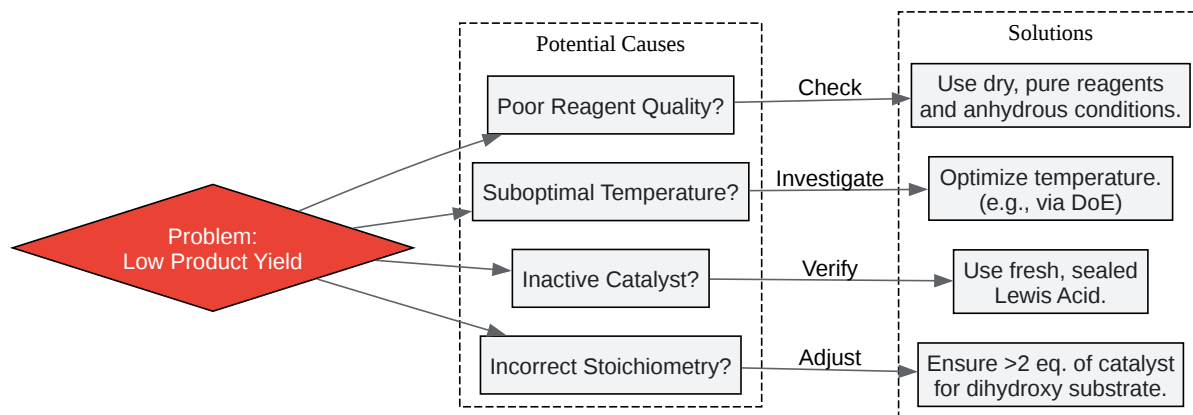 Problem:
Low Product Yield
Potential Causes
Poor Reagent Quality?
Suboptimal Temperature?
Inactive Catalyst?
Incorrect Stoichiometry?
Check
Investigate
Verify
Adjust
Solutions
Use dry, pure reagents
and anhydrous conditions.
Optimize temperature.
(e.g., via DoE)
Use fresh, sealed
Lewis Acid.
Ensure >2 eq. of catalyst
for dihydroxy substrate.